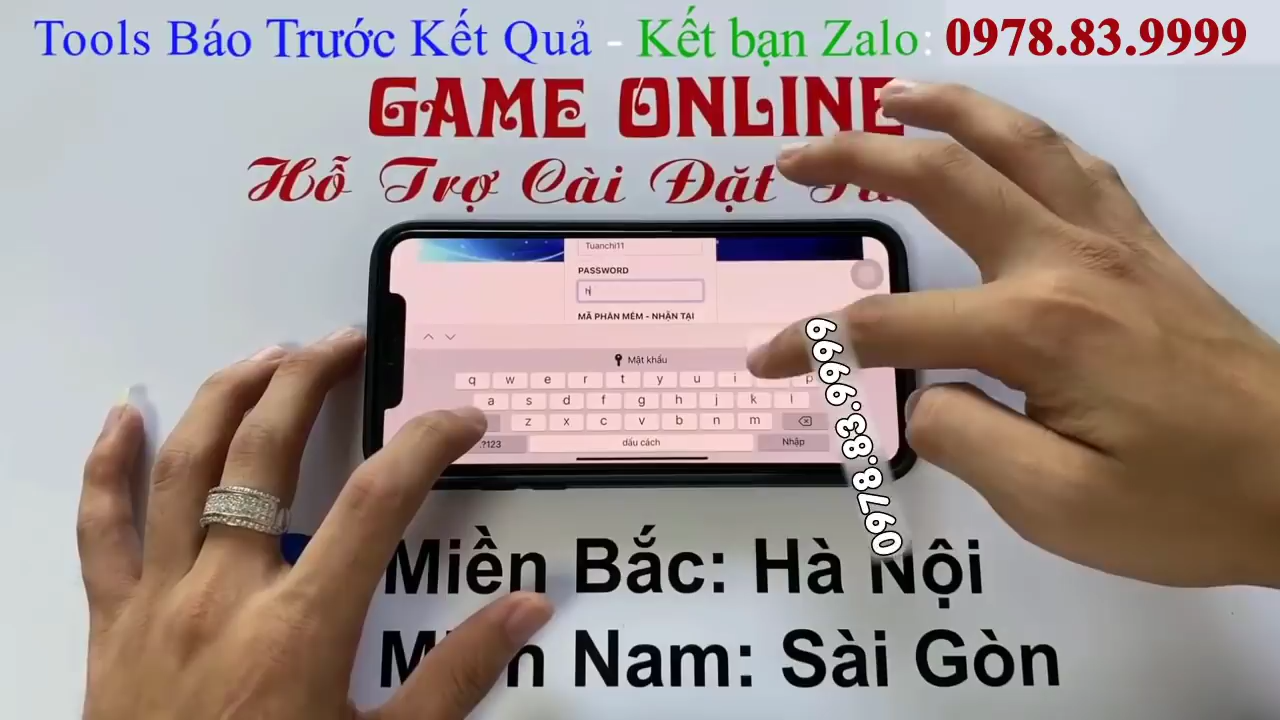 Tools Báo Trước Kết Quả - Kết bạn Zalo: 0978.83.9999
GAME ONLINE
Hỗ Trợ Cài Đặt
Tuanchi11
PASSWORD
h
MÃ PHẦN MỀM - NHẬN TẠI
Mật khẩu
q w e r t y u i p
a s d f g h j k l
z x c v b n m
.?123 dấu cách Nhập
0978.83.9999
Miền Bắc: Hà Nội
Nam: Sài Gòn